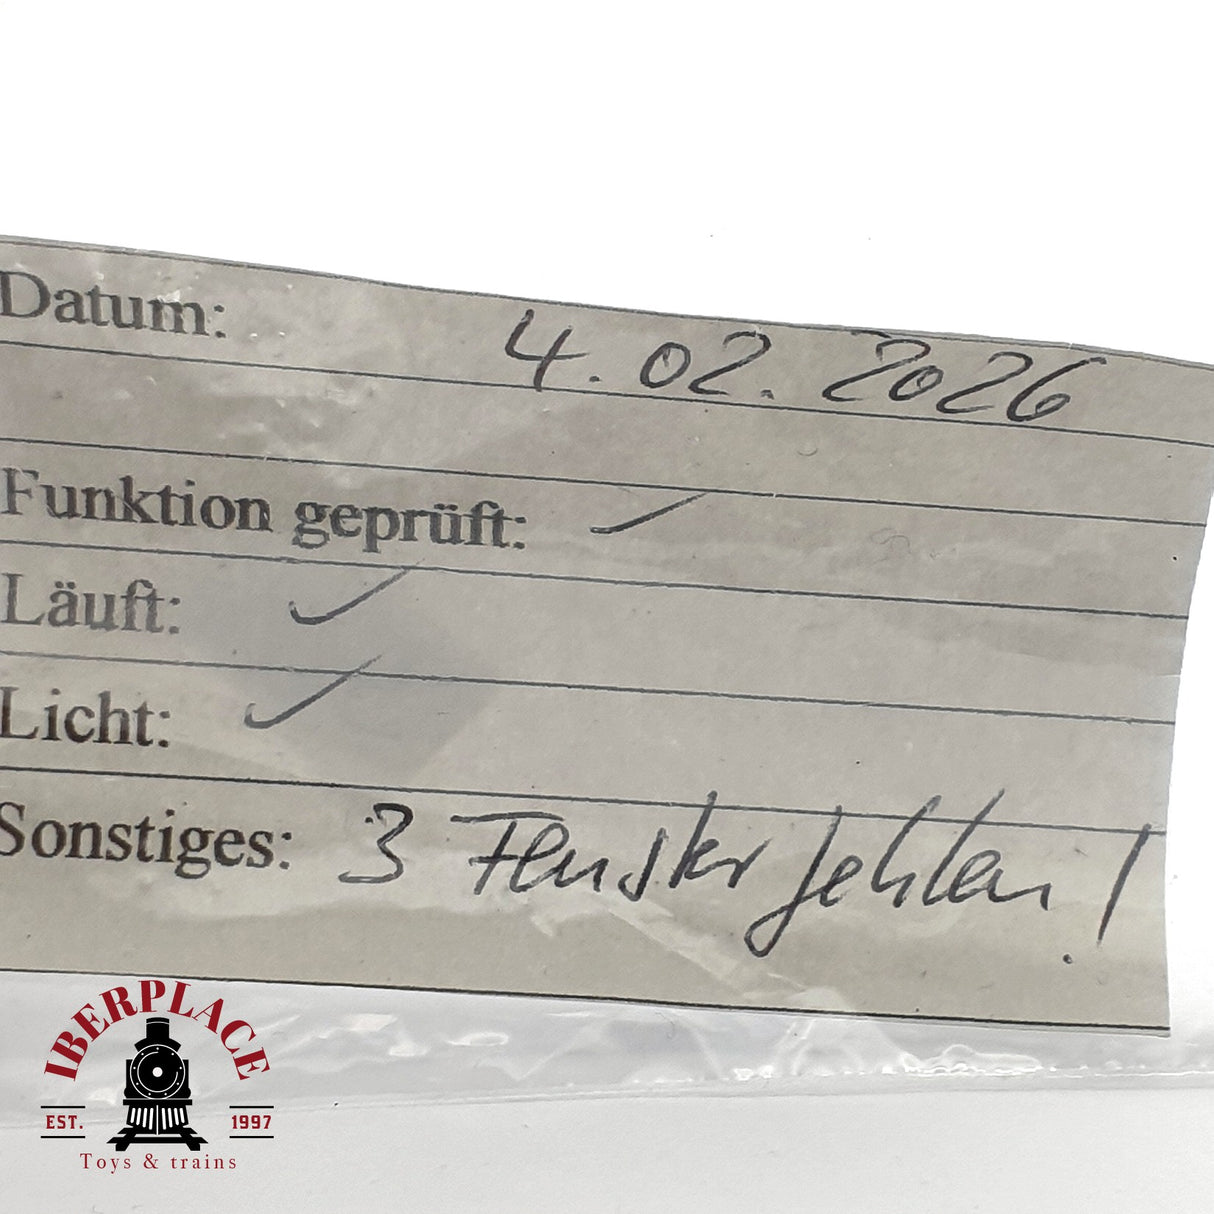 Datum: 4.02.2026
Funktion geprüft: ✓
Läuft: ✓
Licht: ✓
Sonstiges: 3 Fenster fehlen!
IBERPLACE
EST. 1997
Toys & trains